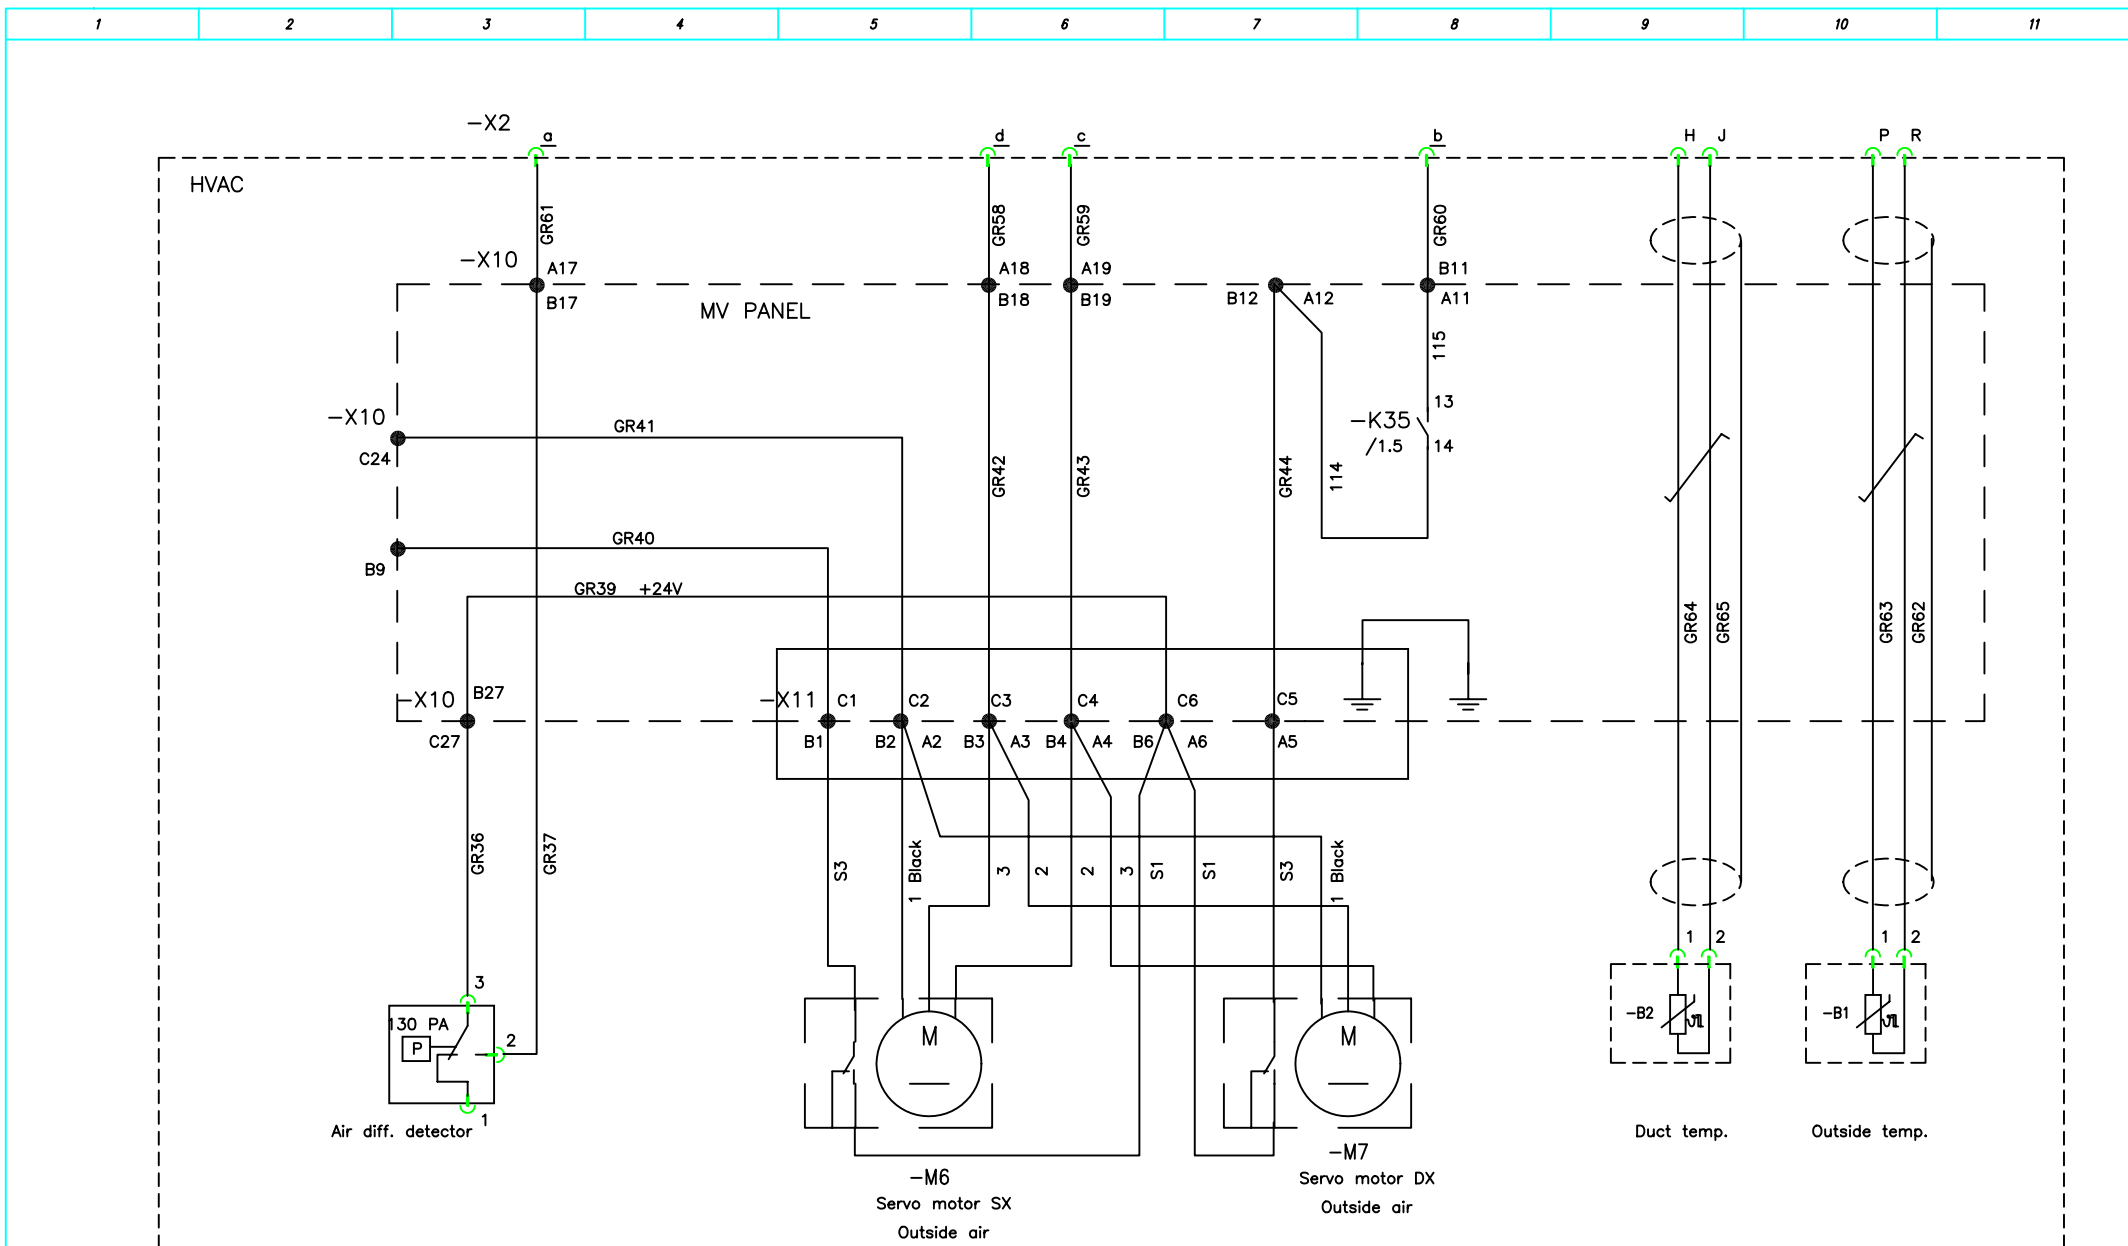 1 2 3 4 5 6 7 8 9 10 11
-X2 a d c b H J P R
HVAC
GR61 GR58 GR59 GR60
-X10 A17 A18 A19 B11
B17 B18 B19 B12 A12 A11
MV PANEL
115
-X10 GR41 -K35 13
/1.5 14
C24 GR42 GR43 GR44 114
GR40
B9
GR39 +24V
GR64 GR65 GR63 GR62
-X10 B27 -X11 C1 C2 C3 C4 C6 C5
C27 B1 B2 A2 B3 A3 B4 A4 B6 A6 A5
GR36 GR37 S3 1 Black 3 2 2 3 S1 S1 S3 1 Black
1 2 1 2
3
130 PA 2 M M -B2 -B1
P
1
Air diff. detector Duct temp. Outside temp.
-M7
-M6 Servo motor DX
Servo motor SX Outside air
Outside air